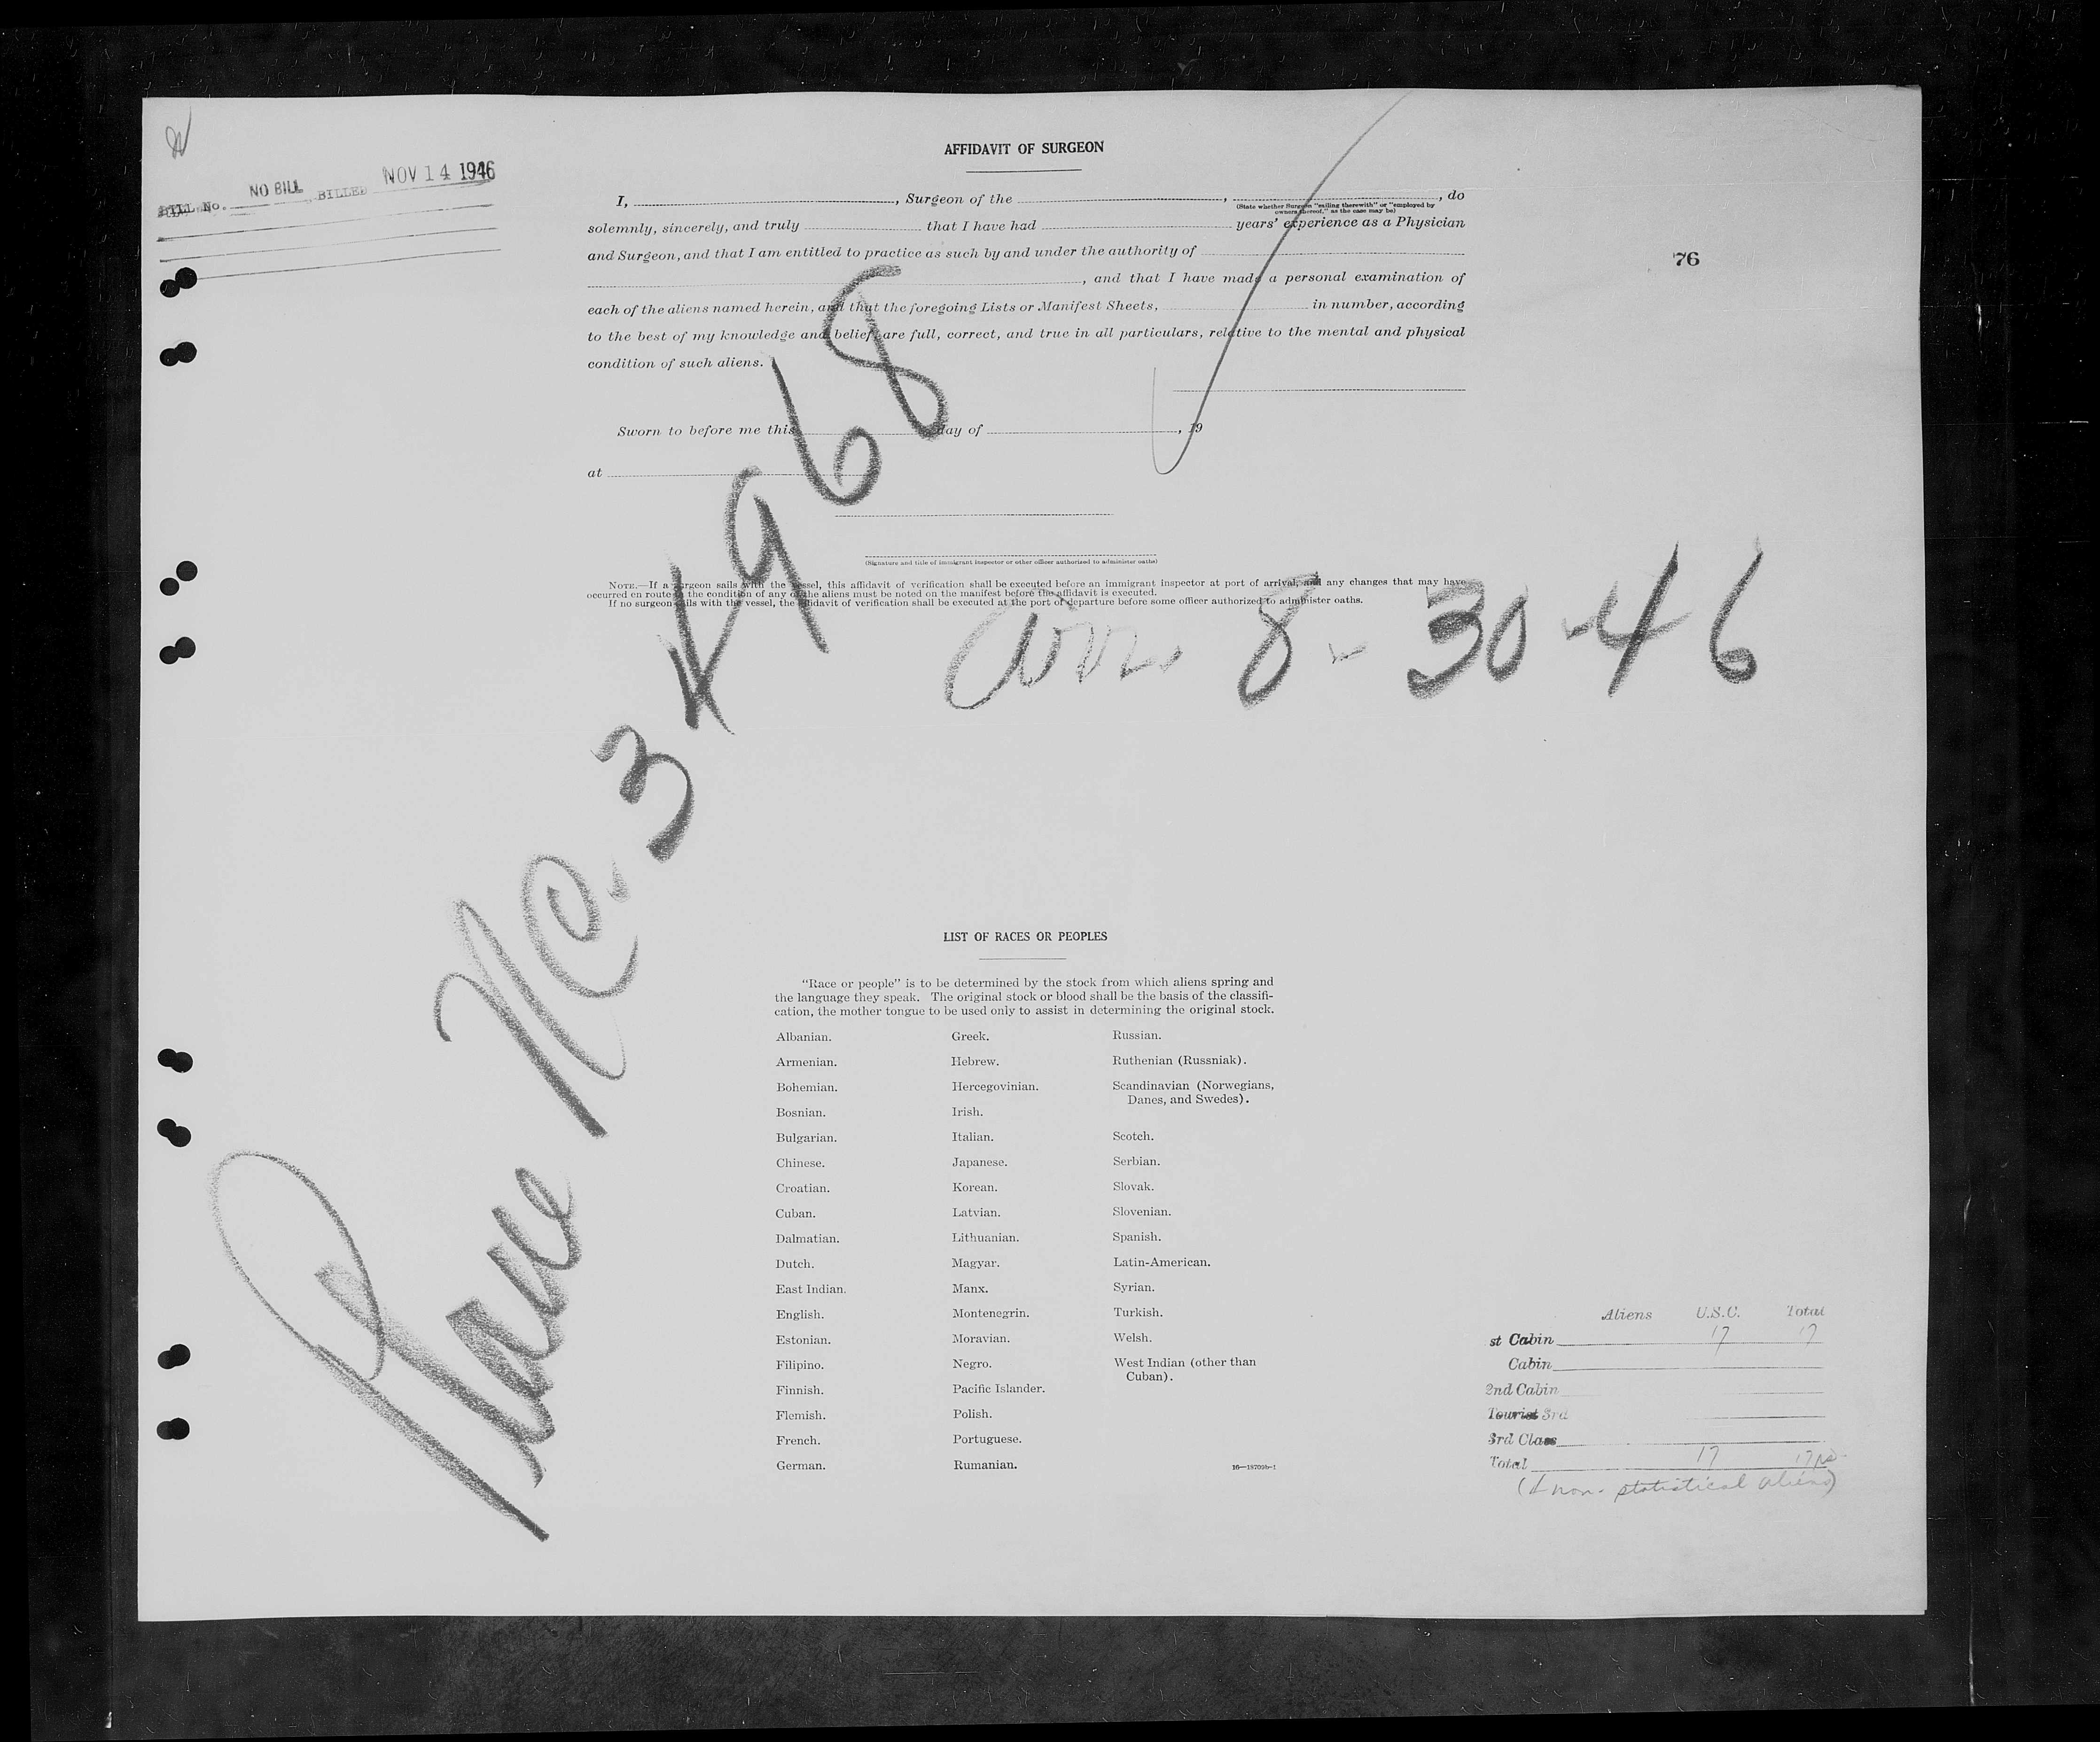 NO BILL
BILL No. BILLED NOV 14 1946
AFFIDAVIT OF SURGEON
I, , Surgeon of the , , do
(State whether Surgeon "sailing therewith" or "employed by
owners thereof," as the case may be)
solemnly, sincerely, and truly that I have had years' experience as a Physician
and Surgeon, and that I am entitled to practice as such by and under the authority of
, and that I have made a personal examination of
each of the aliens named herein, and that the foregoing Lists or Manifest Sheets, in number, according
to the best of my knowledge and belief, are full, correct, and true in all particulars, relative to the mental and physical
condition of such aliens.
76
Sworn to before me this day of , 19
at
(Signature and title of immigrant inspector or other officer authorized to administer oaths)
NOTE.—If a surgeon sails with the vessel, this affidavit of verification shall be executed before an immigrant inspector at port of arrival, and any changes that may have
occurred en route in the condition of any of the aliens must be noted on the manifest before the affidavit is executed.
If no surgeon sails with the vessel, the affidavit of verification shall be executed at the port of departure before some officer authorized to administer oaths.
Plane NC. 34968
8-30-46
LIST OF RACES OR PEOPLES
"Race or people" is to be determined by the stock from which aliens spring and
the language they speak. The original stock or blood shall be the basis of the classifi-
cation, the mother tongue to be used only to assist in determining the original stock.
Albanian.
Armenian.
Bohemian.
Bosnian.
Bulgarian.
Chinese.
Croatian.
Cuban.
Dalmatian.
Dutch.
East Indian.
English.
Estonian.
Filipino.
Finnish.
Flemish.
French.
German.
Greek.
Hebrew.
Hercegovinian.
Irish.
Italian.
Japanese.
Korean.
Latvian.
Lithuanian.
Magyar.
Manx.
Montenegrin.
Moravian.
Negro.
Pacific Islander.
Polish.
Portuguese.
Rumanian.
Russian.
Ruthenian (Russniak).
Scandinavian (Norwegians,
Danes, and Swedes).
Scotch.
Serbian.
Slovak.
Slovenian.
Spanish.
Latin-American.
Syrian.
Turkish.
Welsh.
West Indian (other than
Cuban).
16—18709b-1
Aliens U.S.C. Total
st Cabin 17 17
Cabin
2nd Cabin
Tourist 3rd
3rd Class
Total 17 17
non-statistical aliens)